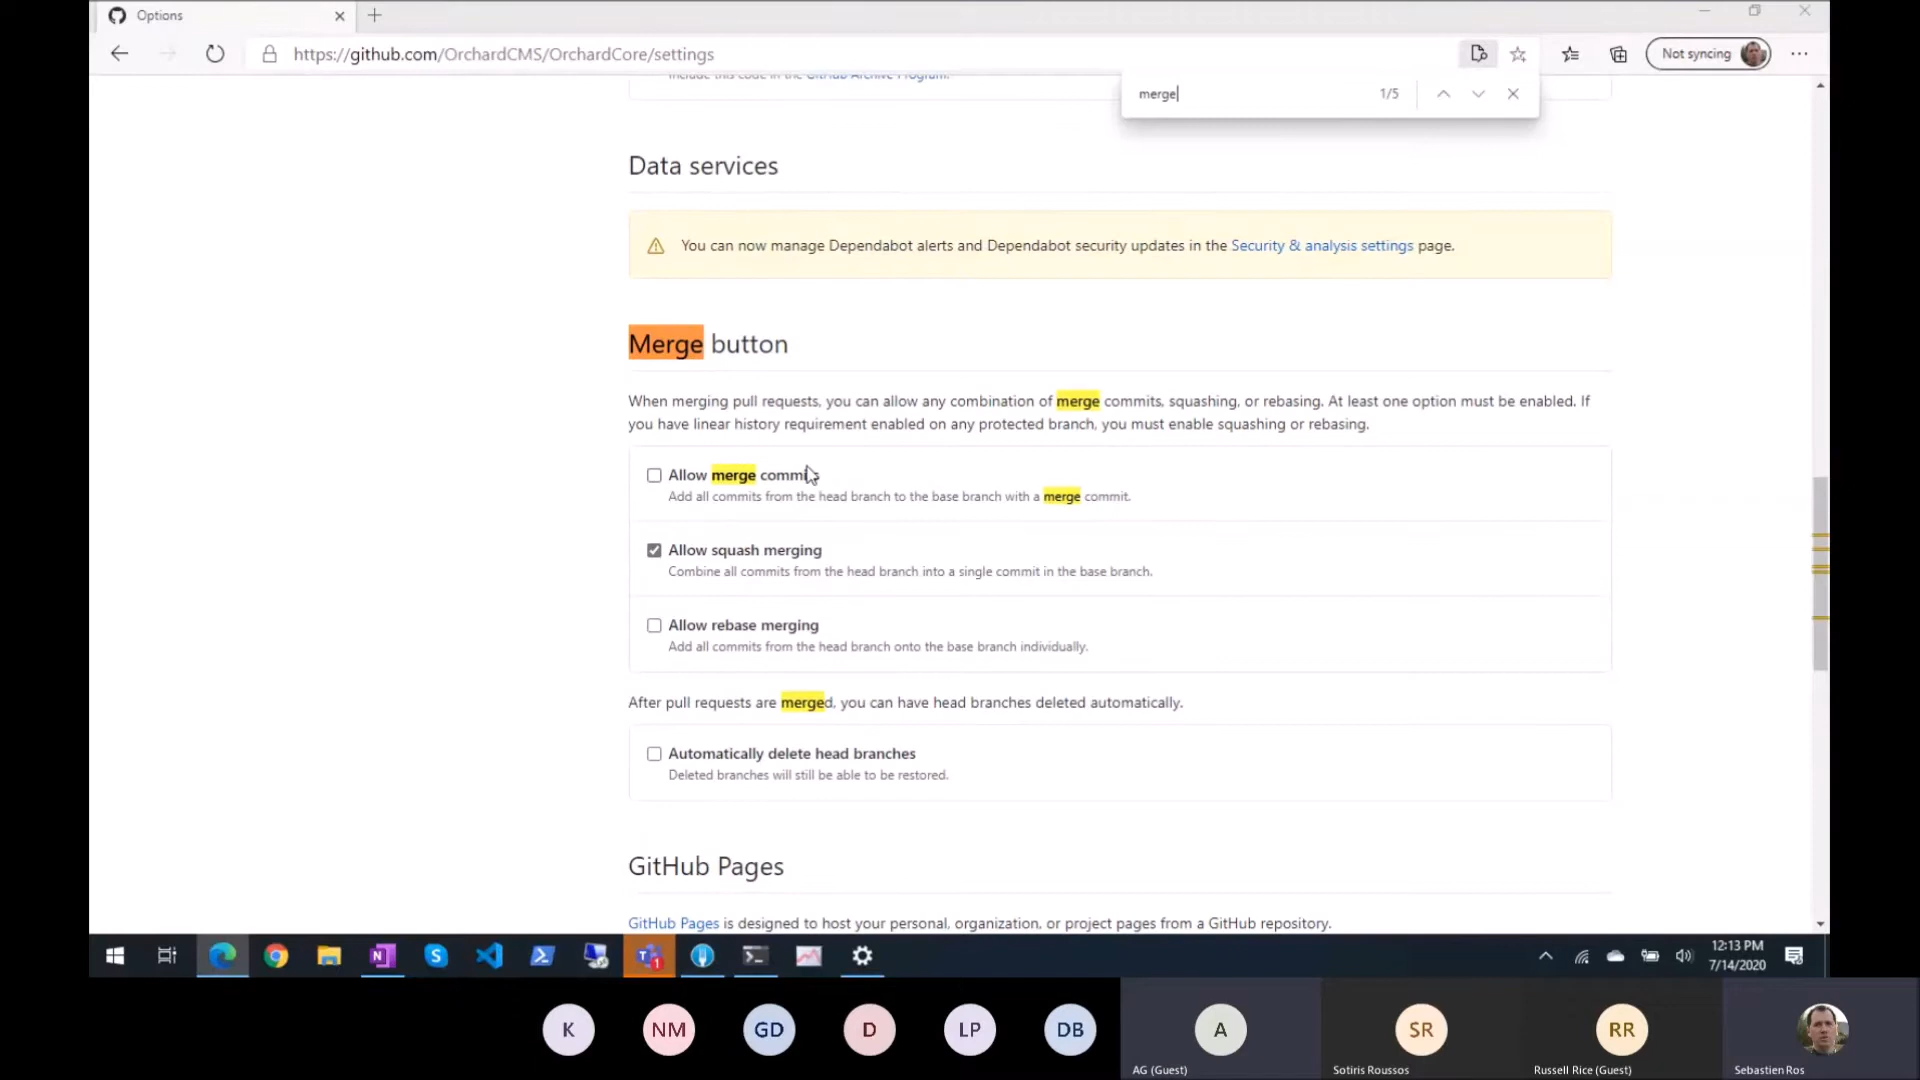 Options
https://github.com/OrchardCMS/OrchardCore/settings
Not syncing
include this code in the GitHub Archive Program.
merge
1/5
Data services
You can now manage Dependabot alerts and Dependabot security updates in the Security & analysis settings page.
Merge button
When merging pull requests, you can allow any combination of merge commits, squashing, or rebasing. At least one option must be enabled. If
you have linear history requirement enabled on any protected branch, you must enable squashing or rebasing.
Allow merge commits
Add all commits from the head branch to the base branch with a merge commit.
Allow squash merging
Combine all commits from the head branch into a single commit in the base branch.
Allow rebase merging
Add all commits from the head branch onto the base branch individually.
After pull requests are merged, you can have head branches deleted automatically.
Automatically delete head branches
Deleted branches will still be able to be restored.
GitHub Pages
GitHub Pages is designed to host your personal, organization, or project pages from a GitHub repository.
12:13 PM
7/14/2020
K
NM
GD
D
LP
DB
A
SR
RR
AG (Guest)
Sotiris Roussos
Russell Rice (Guest)
Sebastien Ros